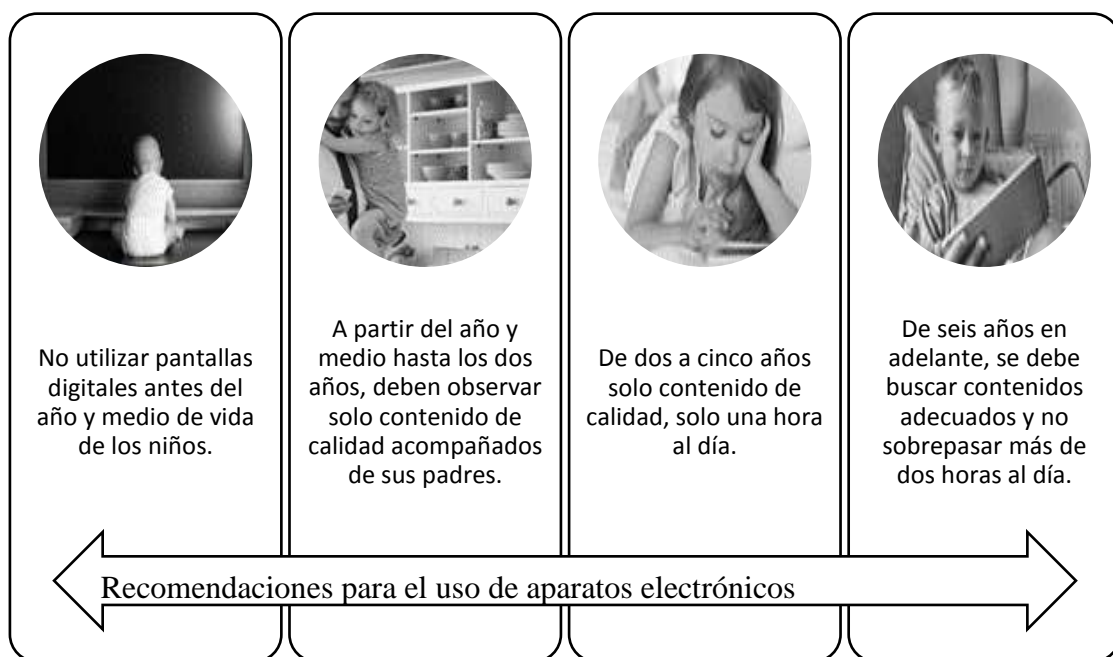 No utilizar pantallas
digitales antes del
año y medio de vida
de los niños.
A partir del año y
medio hasta los dos
años, deben observar
solo contenido de
calidad acompañados
de sus padres.
De dos a cinco años
solo contenido de
calidad, solo una hora
al día.
De seis años en
adelante, se debe
buscar contenidos
adecuados y no
sobrepasar más de
dos horas al día.
Recomendaciones para el uso de aparatos electrónicos